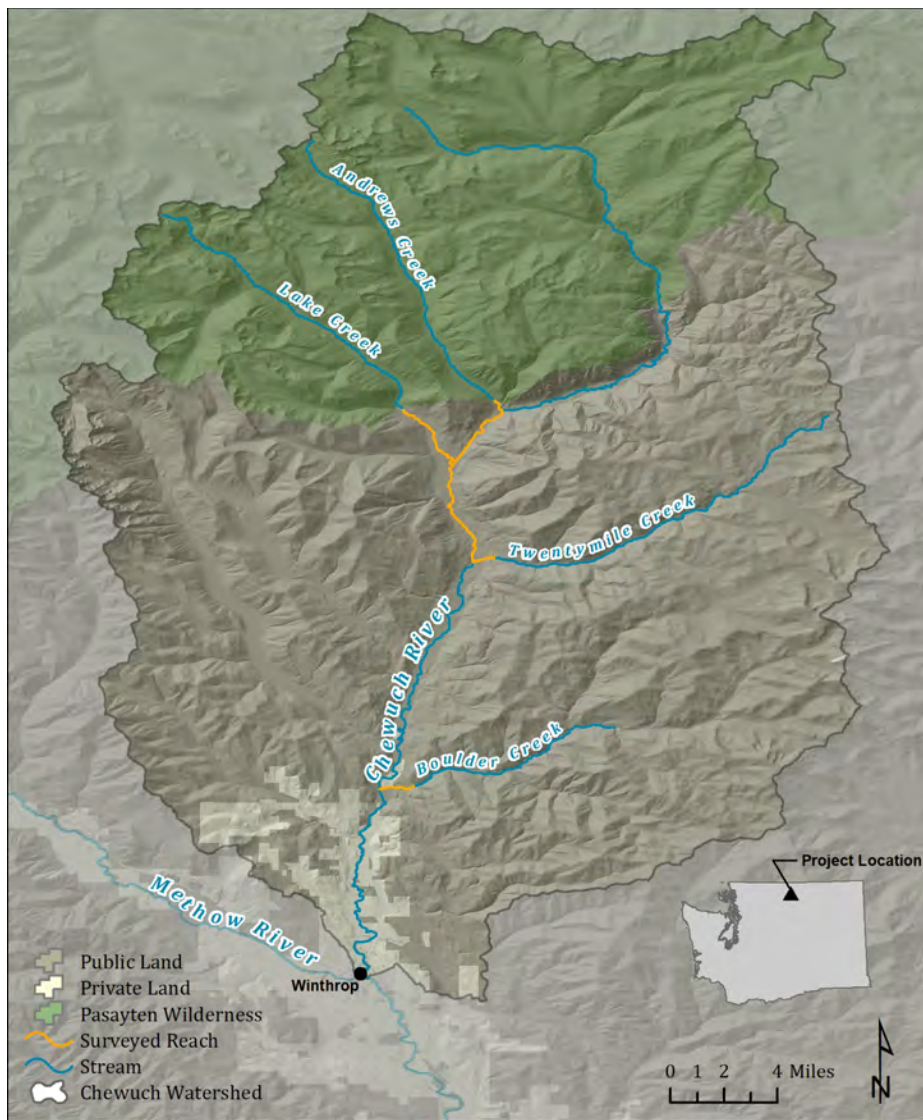 Andrews Creek
Lake Creek
Twentymile Creek
Chewuch River
Boulder Creek
Project Location
Methow River
Winthrop
Public Land
Private Land
Pasayten Wilderness
Surveyed Reach
Stream
Chewuch Watershed
0 1 2 4 Miles
N